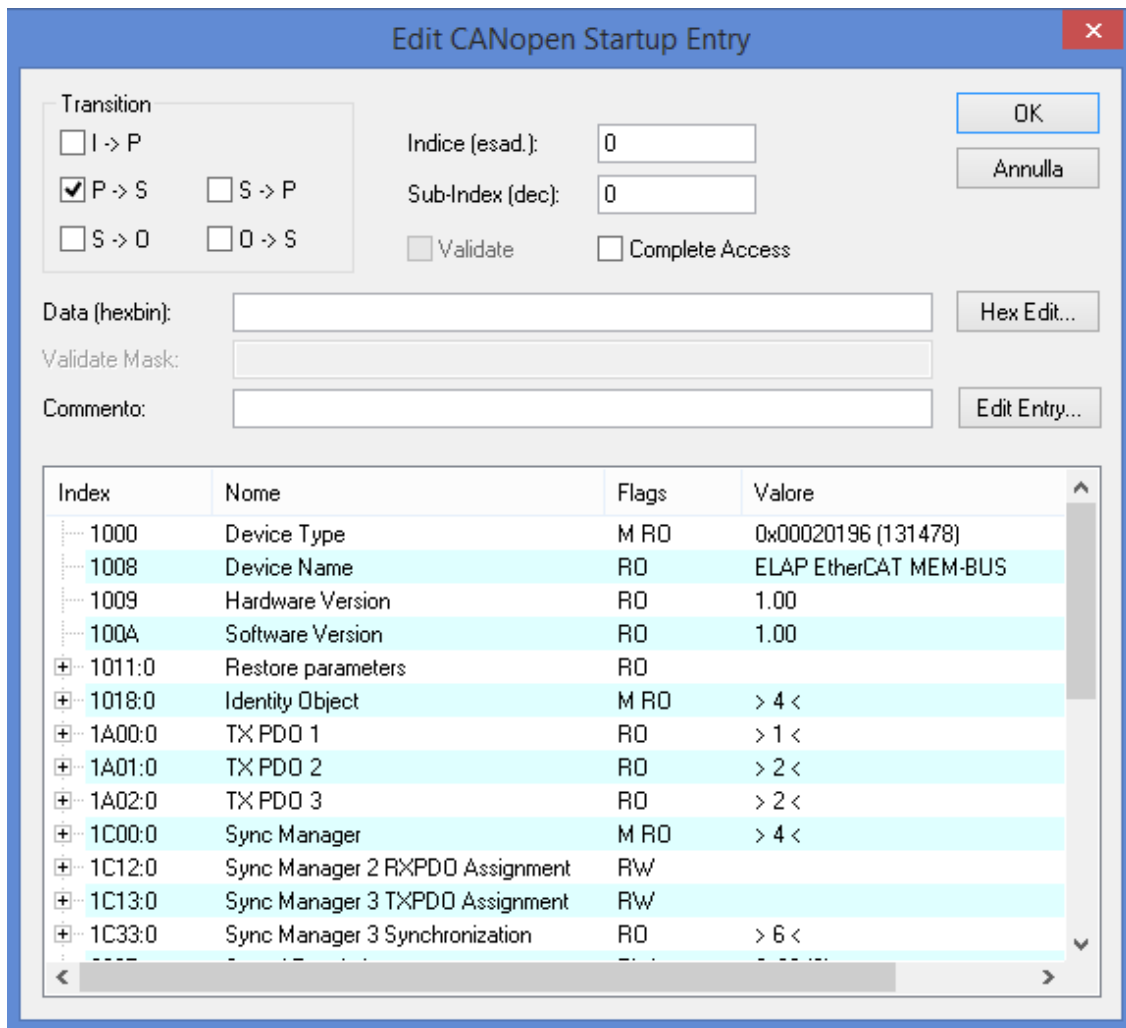 Edit CANopen Startup Entry
Transition
I -> P
P -> S
S -> P
S -> O
O -> S
Indice (esad.): 0
Sub-Index (dec): 0
Validate
Complete Access
OK
Annulla
Data (hexbin):
Hex Edit...
Validate Mask:
Commento:
Edit Entry...
Index Nome Flags Valore
1000 Device Type M RO 0x00020196 (131478)
1008 Device Name RO ELAP EtherCAT MEM-BUS
1009 Hardware Version RO 1.00
100A Software Version RO 1.00
1011:0 Restore parameters RO
1018:0 Identity Object M RO > 4 <
1A00:0 TX PDO 1 RO > 1 <
1A01:0 TX PDO 2 RO > 2 <
1A02:0 TX PDO 3 RO > 2 <
1C00:0 Sync Manager M RO > 4 <
1C12:0 Sync Manager 2 RXPDO Assignment RW
1C13:0 Sync Manager 3 TXPDO Assignment RW
1C33:0 Sync Manager 3 Synchronization RO > 6 <